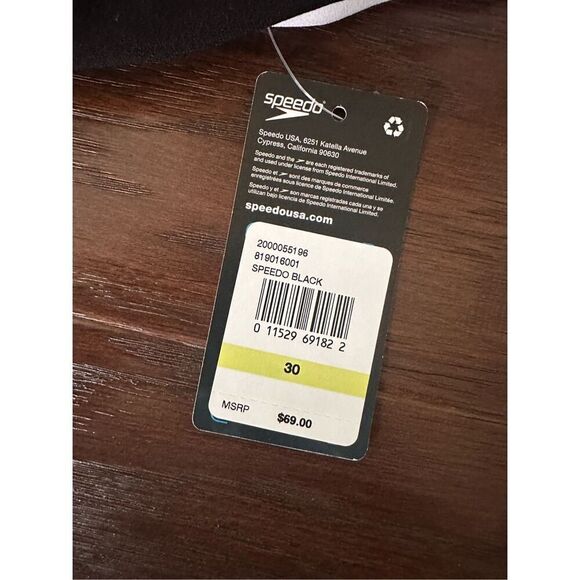 speedo
Speedo USA, 6251 Katella Avenue
Cypress, California 90630
Speedo and the are each registered trademarks of
and used under license from Speedo International Limited.
Speedo et sont des marques de commerce
enregistrées sous licence de Speedo International Limitée.
Speedo y el son marcas registradas cada una y se
utilizan bajo licencia de Speedo International Limited.
speedousa.com
2000055196
819016001
SPEEDO BLACK
0 11529 69182 2
30
MSRP $69.00